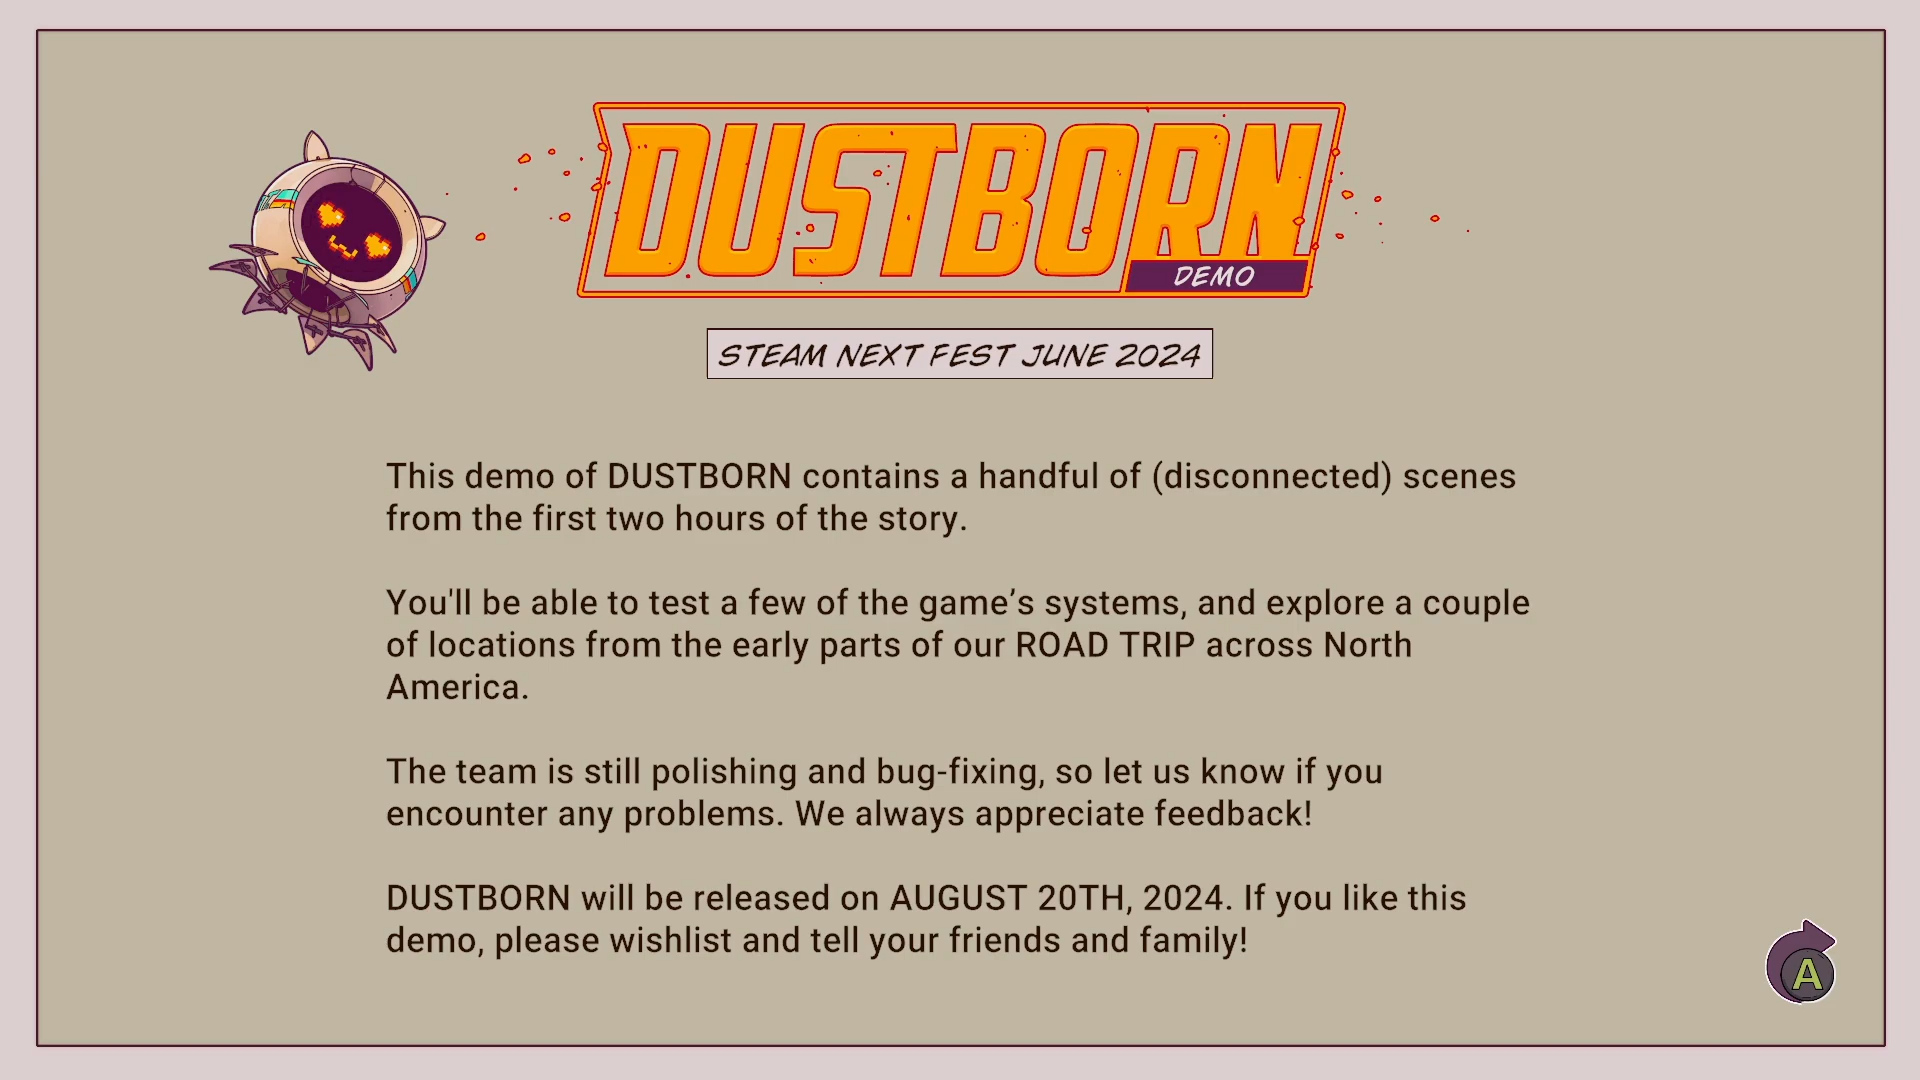 DUSTBORN
DEMO
STEAM NEXT FEST JUNE 2024
This demo of DUSTBORN contains a handful of (disconnected) scenes
from the first two hours of the story.
You'll be able to test a few of the game’s systems, and explore a couple
of locations from the early parts of our ROAD TRIP across North
America.
The team is still polishing and bug-fixing, so let us know if you
encounter any problems. We always appreciate feedback!
DUSTBORN will be released on AUGUST 20TH, 2024. If you like this
demo, please wishlist and tell your friends and family!
A